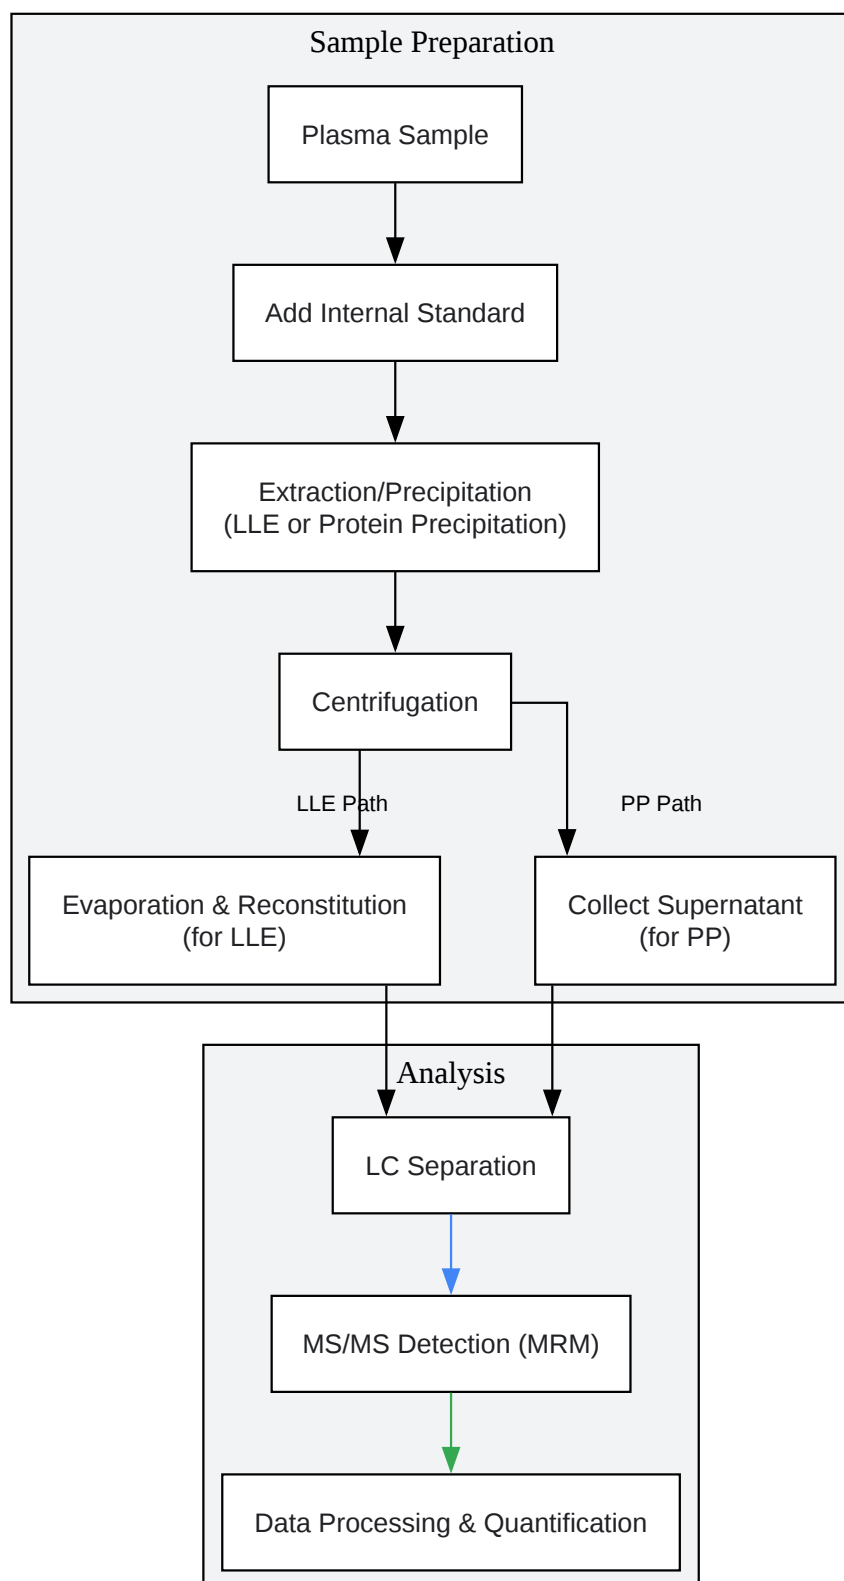 Sample Preparation
Plasma Sample
Add Internal Standard
Extraction/Precipitation
(LLE or Protein Precipitation)
Centrifugation
LLE Path
PP Path
Evaporation & Reconstitution
(for LLE)
Collect Supernatant
(for PP)
Analysis
LC Separation
MS/MS Detection (MRM)
Data Processing & Quantification